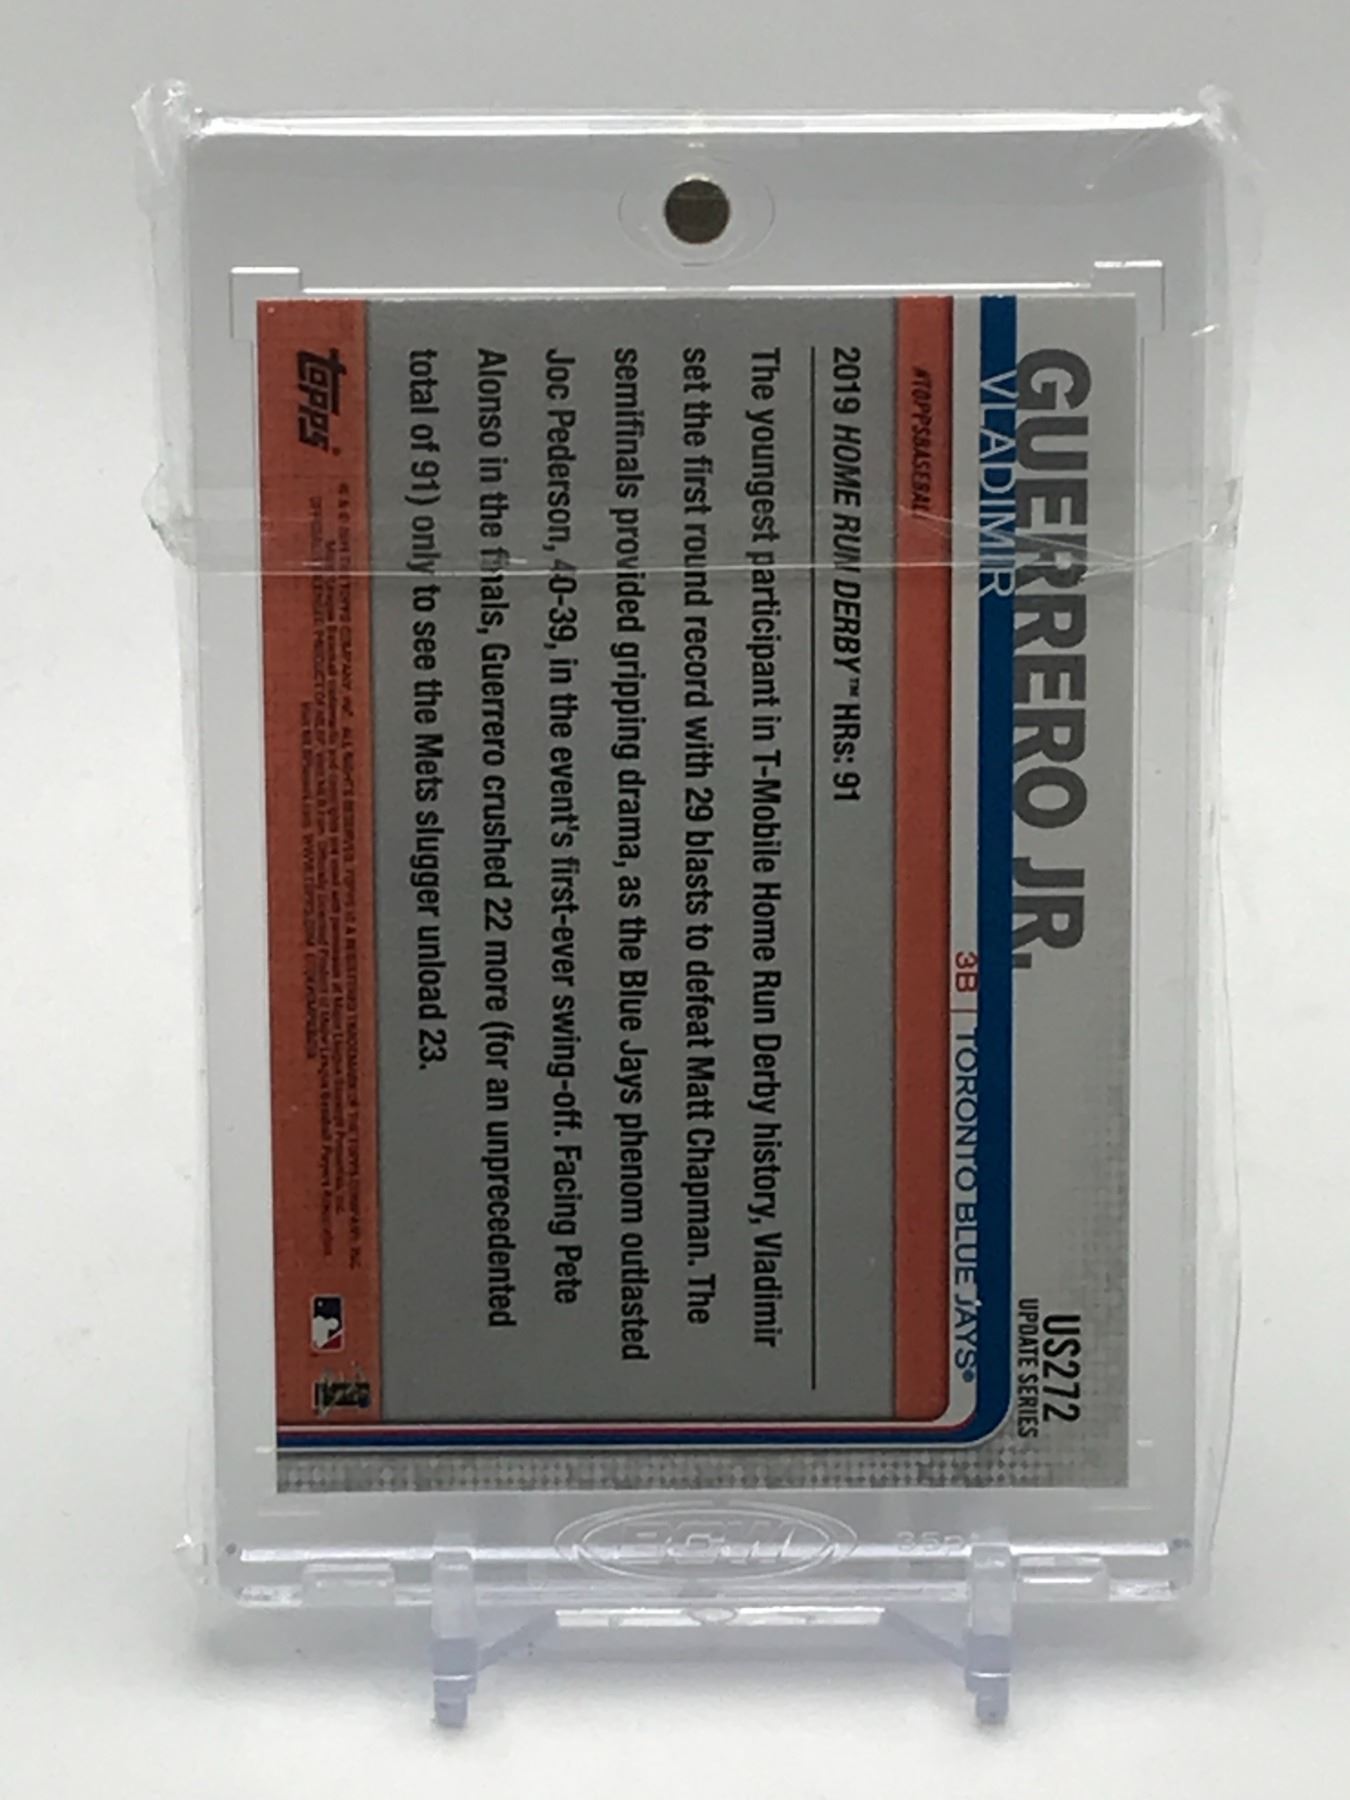 GUERRERO JR.
VLADIMIR
US272
UPDATE SERIES
3B | TORONTO BLUE JAYS®
#TOPPSBASEBALL
2019 HOME RUN DERBY™ HRs: 91
The youngest participant in T-Mobile Home Run Derby history, Vladimir
set the first round record with 29 blasts to defeat Matt Chapman. The
semifinals provided gripping drama, as the Blue Jays phenom outlasted
Joc Pederson, 40-39, in the event's first-ever swing-off. Facing Pete
Alonso in the finals, Guerrero crushed 22 more (for an unprecedented
total of 91) only to see the Mets slugger unload 23.
topps®
BCW
35PT